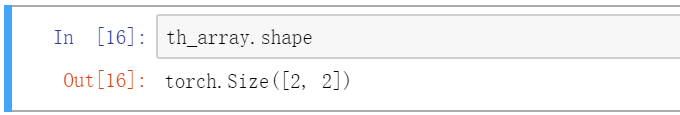 In [16]: th_array.shape
Out[16]: torch.Size([2, 2])